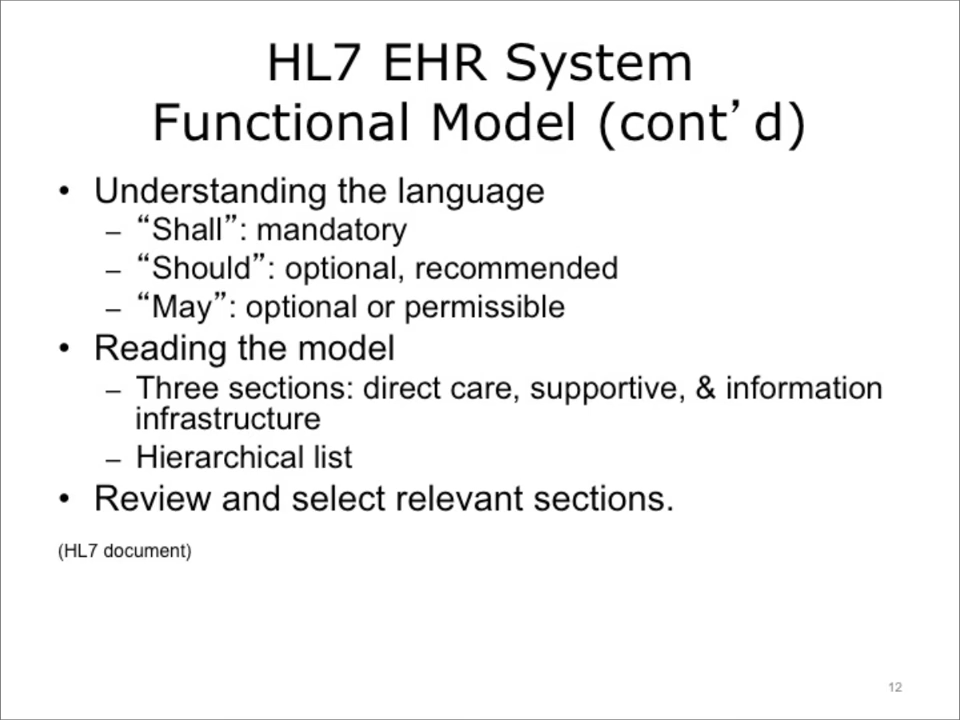 HL7 EHR System
Functional Model (cont’d)
• Understanding the language
– “Shall”: mandatory
– “Should”: optional, recommended
– “May”: optional or permissible
• Reading the model
– Three sections: direct care, supportive, & information
infrastructure
– Hierarchical list
• Review and select relevant sections.
(HL7 document)
12